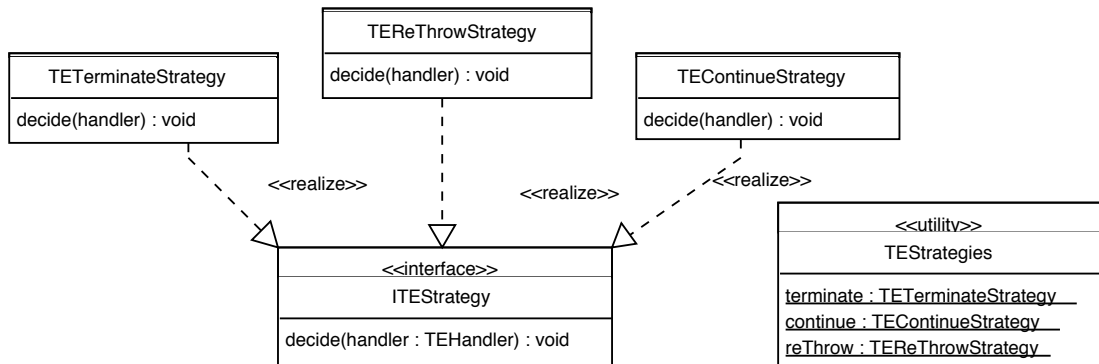 TEReThrowStrategy
decide(handler) : void
TETerminateStrategy
decide(handler) : void
TEContinueStrategy
decide(handler) : void
<<realize>>
<<realize>>
<<realize>>
<<interface>>
ITEStrategy
decide(handler : TEHandler) : void
<<utility>>
TEStrategies
terminate : TETerminateStrategy
continue : TEContinueStrategy
reThrow : TEReThrowStrategy